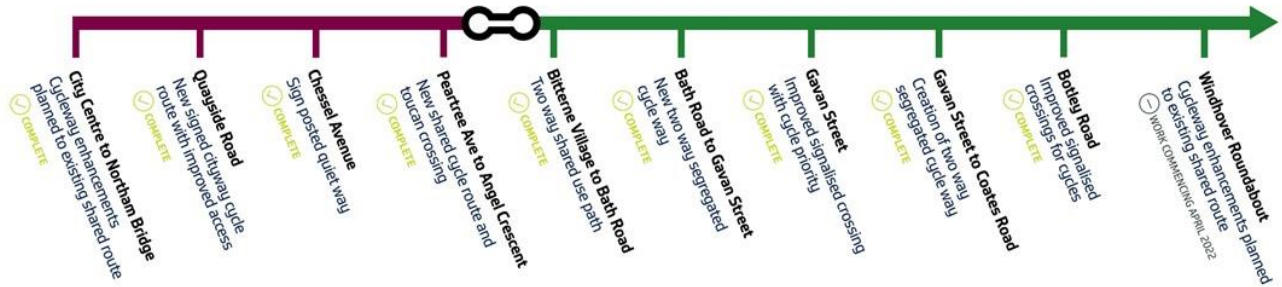 City Centre to Northam Bridge
Cycleway enhancements
planned to existing shared route
COMPLETE
Quayside Road
New signed cityway cycle
route with improved access
COMPLETE
Chessel Avenue
Sign posted quiet way
COMPLETE
Peartree Ave to Angel Crescent
New shared cycle route and
toucan crossing
COMPLETE
Bitterne Village to Bath Road
Two way shared use path
COMPLETE
Bath Road to Gavan Street
New two way segregated
cycle way
COMPLETE
Gavan Street
Improved signalised crossing
with cycle priority
COMPLETE
Gavan Street to Coates Road
Creation of two way
segregated cycle way
COMPLETE
Botley Road
Improved signalised
crossings for cycles
COMPLETE
Windhover Roundabout
Cycleway enhancements planned
to existing shared route
WORK COMMENCING APRIL 2022